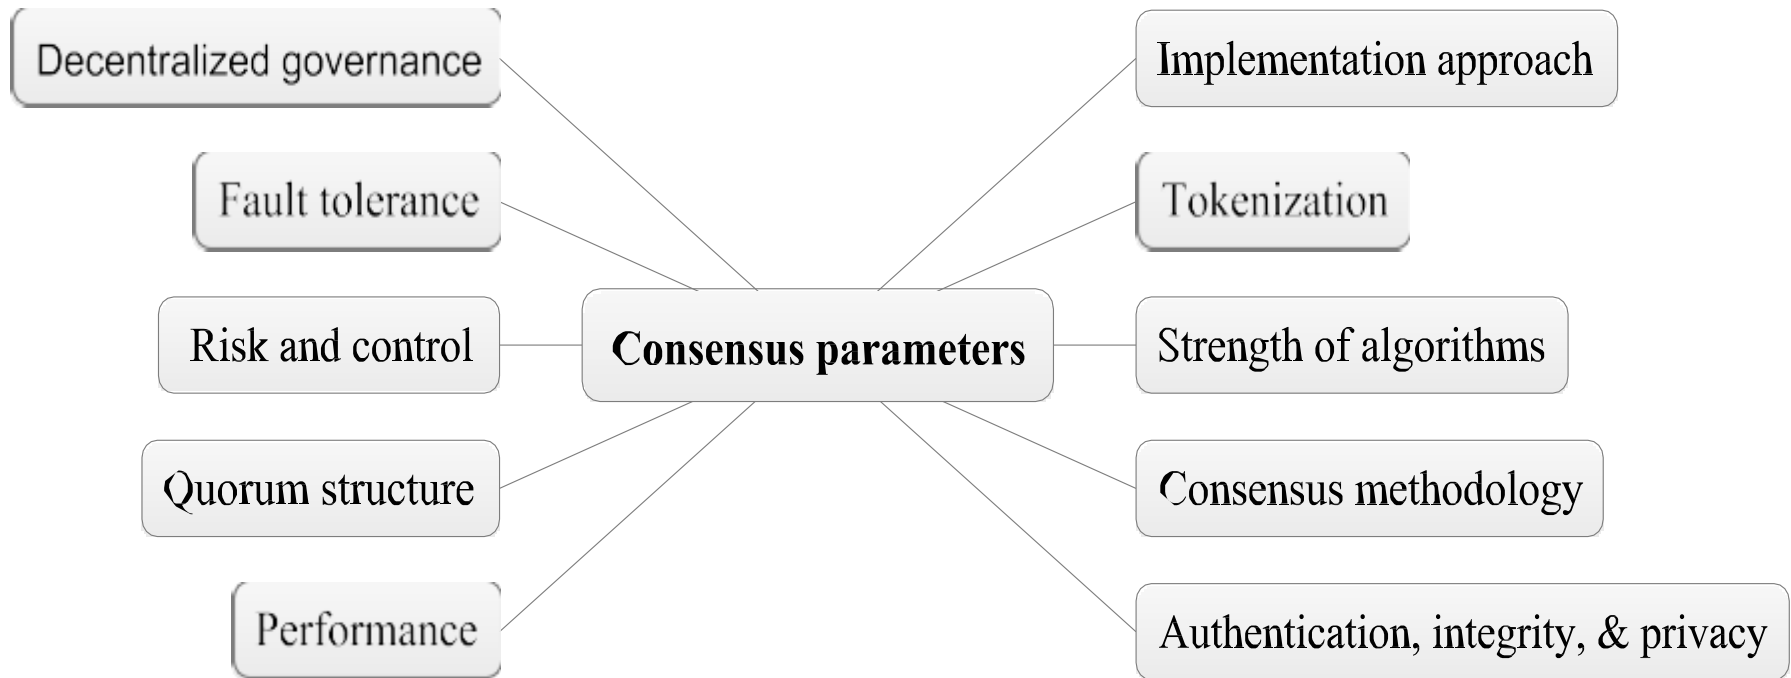 Decentralized governance
Implementation approach
Fault tolerance
Tokenization
Risk and control
Consensus parameters
Strength of algorithms
Quorum structure
Consensus methodology
Performance
Authentication, integrity, & privacy